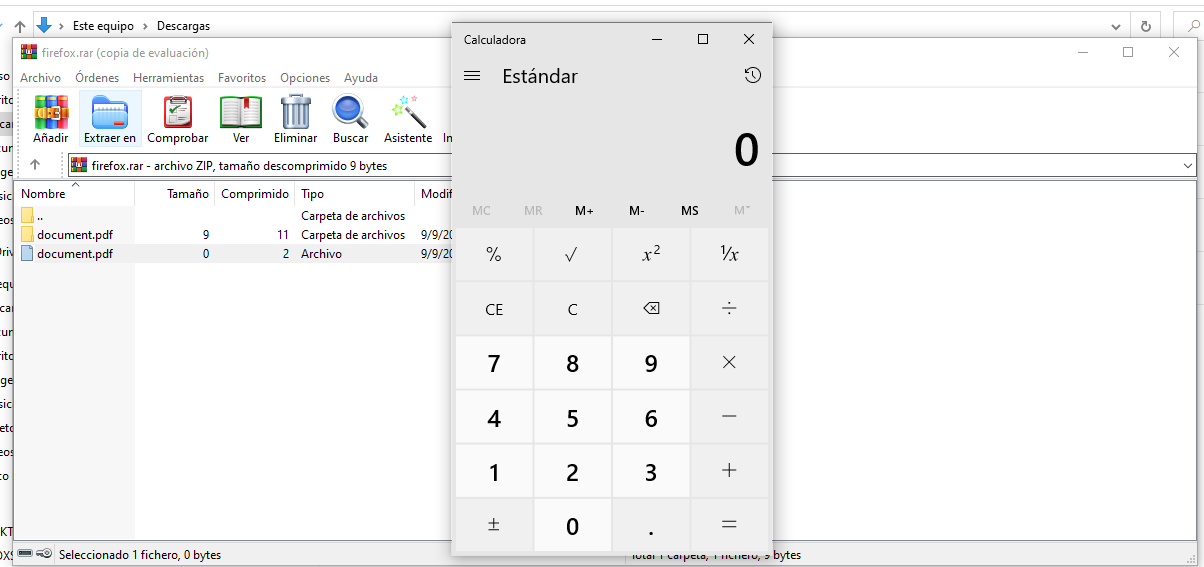 Este equipo > Descargas
firefox.rar (copia de evaluación)
Archivo Órdenes Herramientas Favoritos Opciones Ayuda
Añadir Extraer en Comprobar Ver Eliminar Buscar Asistente
firefox.rar - archivo ZIP, tamaño descomprimido 9 bytes
Nombre Tamaño Comprimido Tipo Modif
.. Carpeta de archivos
document.pdf 9 11 Carpeta de archivos 9/9/20
document.pdf 0 2 Archivo 9/9/20
Seleccionado 1 fichero, 0 bytes
Total 1 carpeta, 1 fichero, 9 bytes
Calculadora
Estándar
0
MC MR M+ M- MS M˅
% √ x² ¹/x
CE C ÷
7 8 9 ×
4 5 6 −
1 2 3 +
± 0 . =